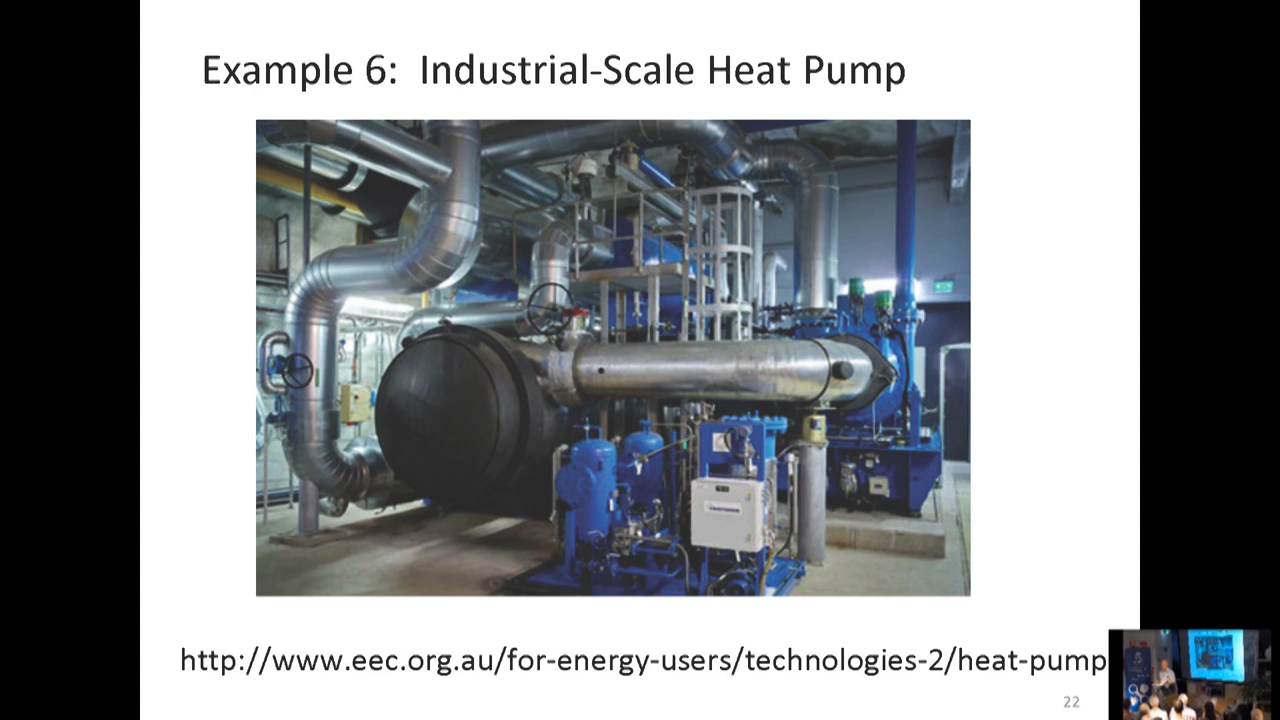 Example 6:  Industrial-Scale Heat Pump
http://www.eec.org.au/for-energy-users/technologies-2/heat-pump
22